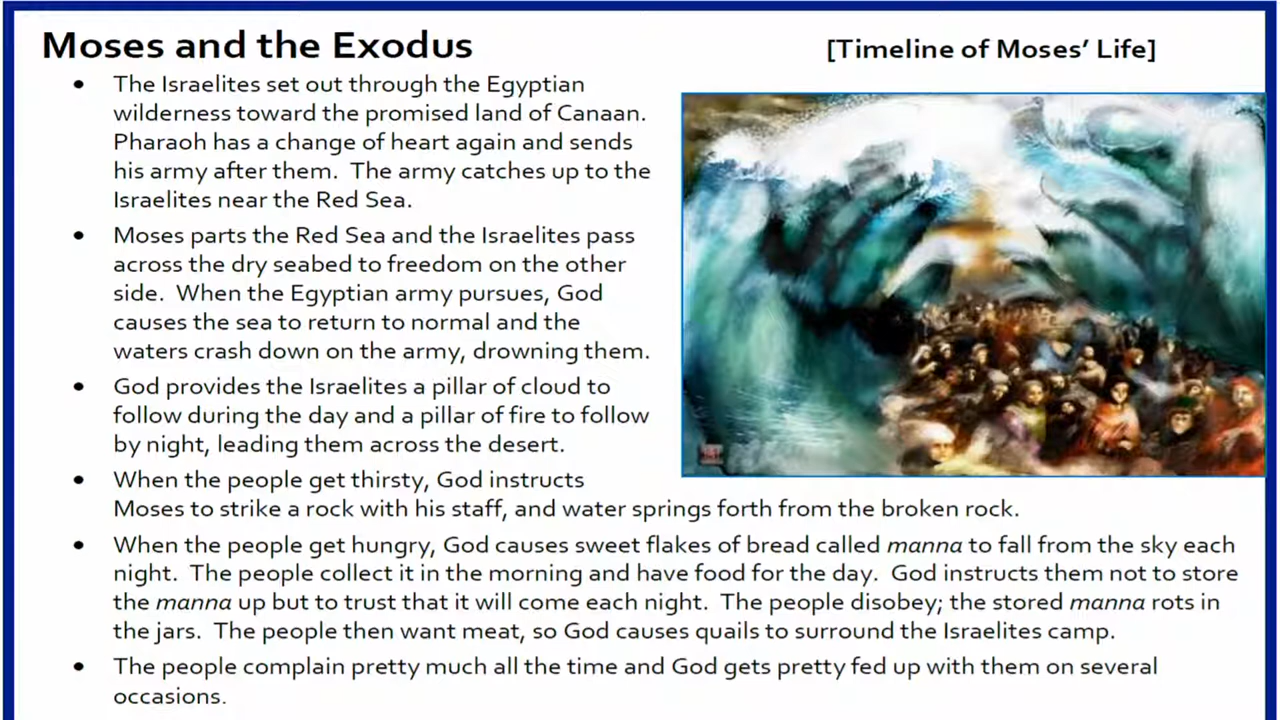 Moses and the Exodus
[Timeline of Moses' Life]
• The Israelites set out through the Egyptian
wilderness toward the promised land of Canaan.
Pharaoh has a change of heart again and sends
his army after them.  The army catches up to the
Israelites near the Red Sea.
• Moses parts the Red Sea and the Israelites pass
across the dry seabed to freedom on the other
side.  When the Egyptian army pursues, God
causes the sea to return to normal and the
waters crash down on the army, drowning them.
• God provides the Israelites a pillar of cloud to
follow during the day and a pillar of fire to follow
by night, leading them across the desert.
• When the people get thirsty, God instructs
Moses to strike a rock with his staff, and water springs forth from the broken rock.
• When the people get hungry, God causes sweet flakes of bread called manna to fall from the sky each
night.  The people collect it in the morning and have food for the day.  God instructs them not to store
the manna up but to trust that it will come each night.  The people disobey; the stored manna rots in
the jars.  The people then want meat, so God causes quails to surround the Israelites camp.
• The people complain pretty much all the time and God gets pretty fed up with them on several
occasions.